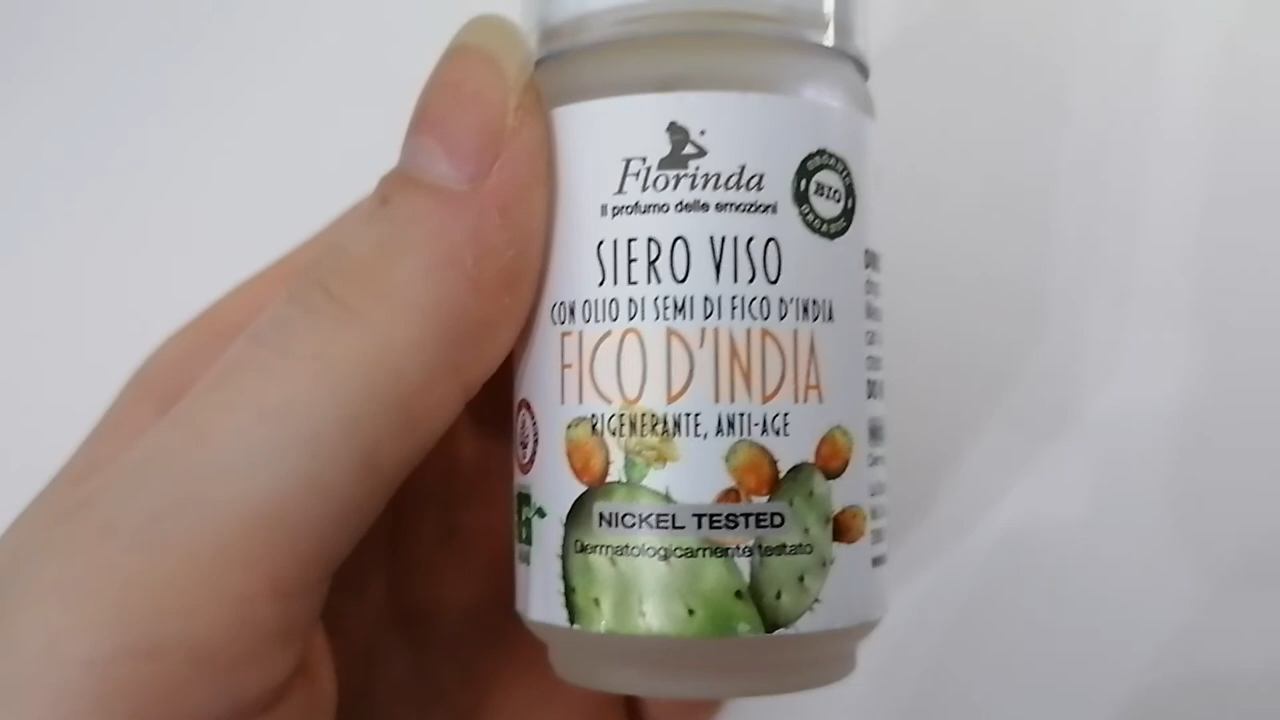 Florinda
Il profumo delle emozioni
ORGANIC
BIO
ORGANIC
SIERO VISO
CON OLIO DI SEMI DI FICO D'INDIA
FICO D'INDIA
RIGENERANTE, ANTI-AGE
NICKEL TESTED
Dermatologicamente testato